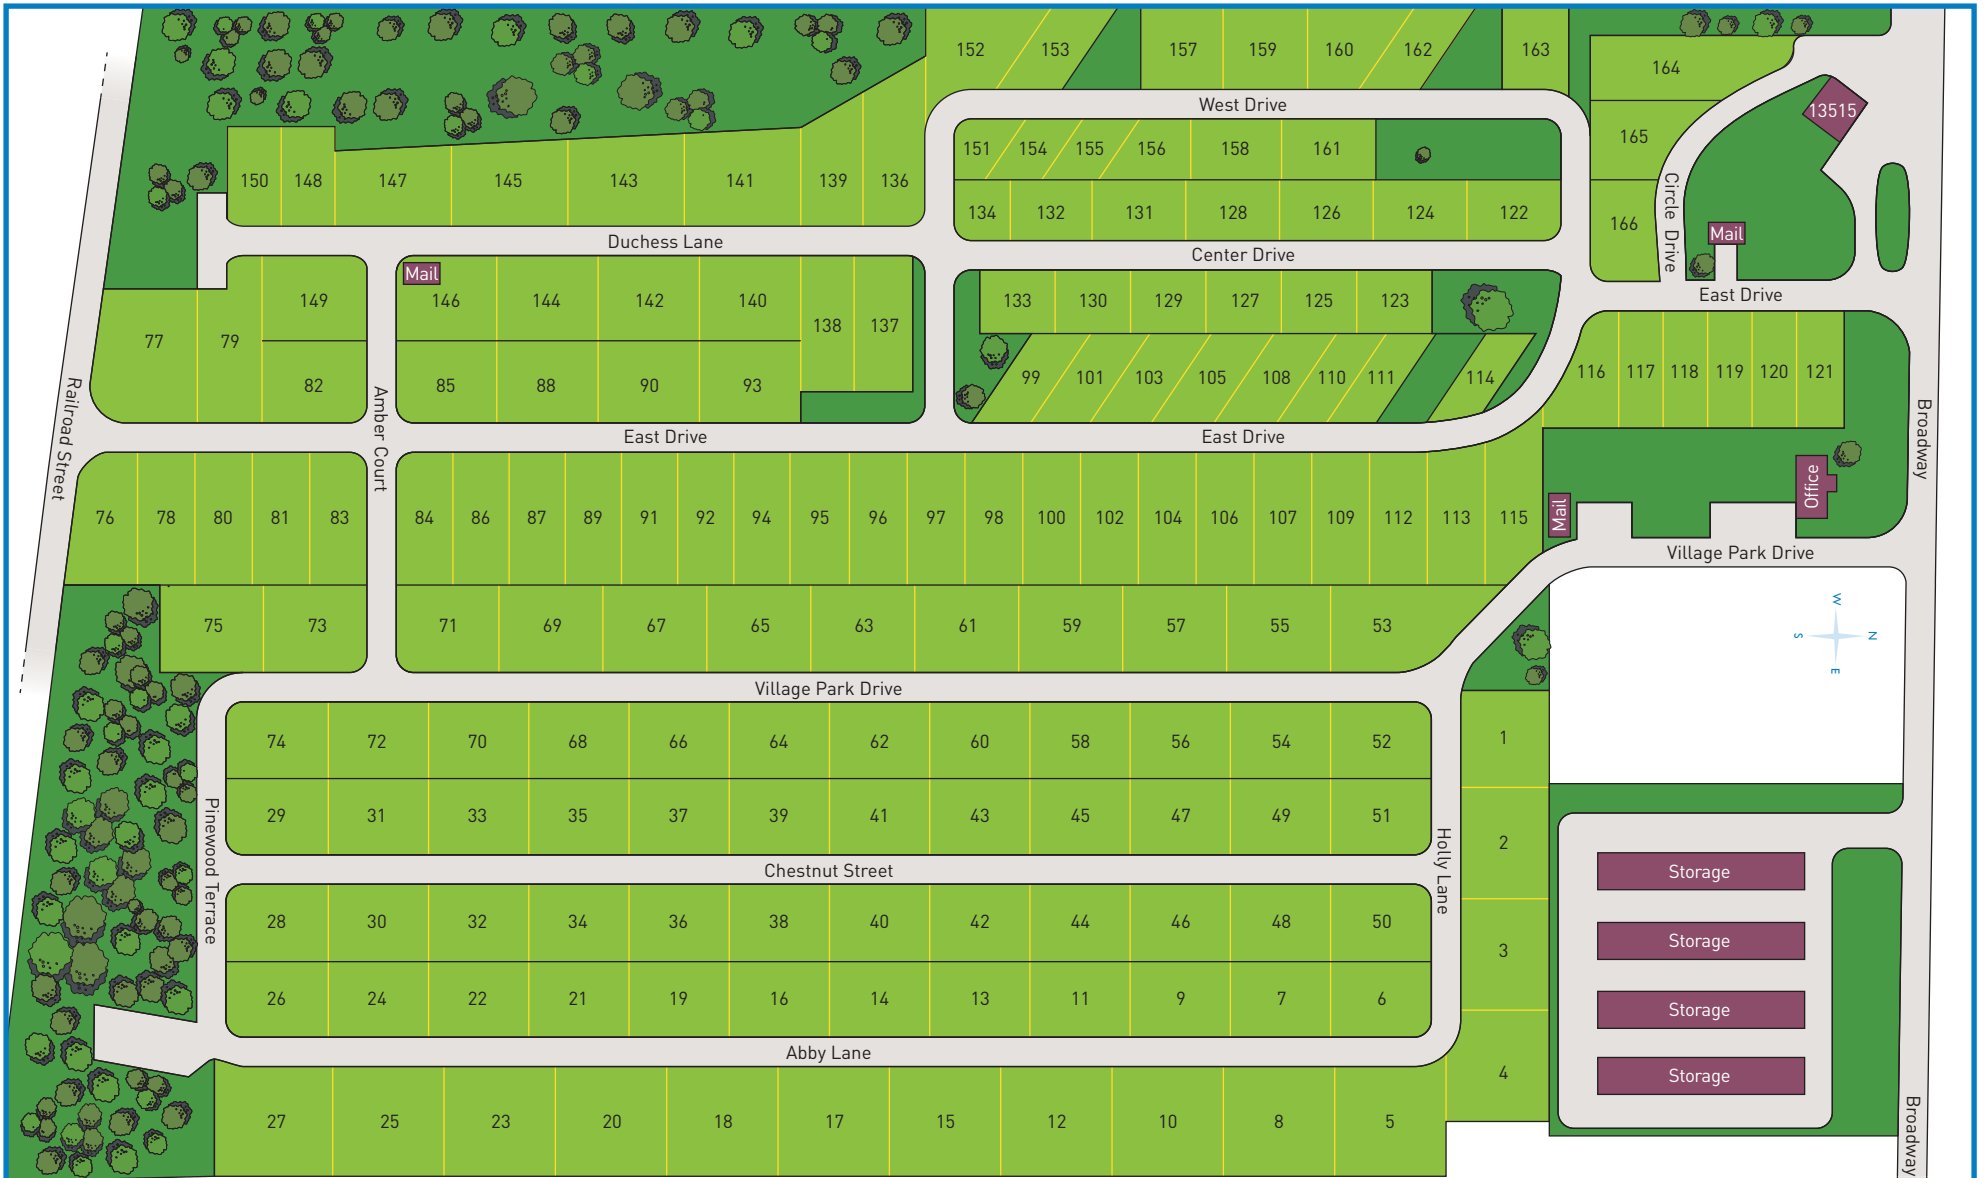 152 153 157 159 160 162 163
164
West Drive
13515
151 154 155 156 158 161
165
150 148 147 145 143 141 139 136
134 132 131 128 126 124 122
166
Circle Drive
Mail
Duchess Lane
Center Drive
Mail
East Drive
149 146 144 142 140
133 130 129 127 125 123
77 79
138 137
82 85 88 90 93
99 101 103 105 108 110 111 114
116 117 118 119 120 121
Railroad Street
Amber Court
East Drive
East Drive
Broadway
76 78 80 81 83
84 86 87 89 91 92 94 95 96 97 98 100 102 104 106 107 109 112 113 115
Mail
Office
Village Park Drive
75 73 71 69 67 65 63 61 59 57 55 53
W
S
N
E
Village Park Drive
74 72 70 68 66 64 62 60 58 56 54 52
1
29 31 33 35 37 39 41 43 45 47 49 51
2
Pinewood Terrace
Chestnut Street
Holly Lane
Storage
28 30 32 34 36 38 40 42 44 46 48 50
3
Storage
26 24 22 21 19 16 14 13 11 9 7 6
Storage
Abby Lane
4
Storage
27 25 23 20 18 17 15 12 10 8 5
Broadway